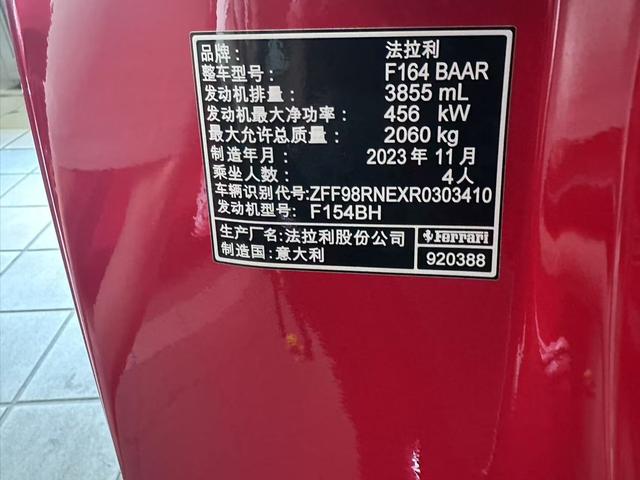 品牌： 法拉利
整车型号： F164 BAAR
发动机排量： 3855 mL
发动机最大净功率： 456 kW
最大允许总质量： 2060 kg
制造年月： 2023 年 11 月
乘坐人数： 4 人
车辆识别代号:ZFF98RNEXR0303410
发动机型号: F154BH
生产厂名: 法拉利股份公司
制造国: 意大利
Ferrari
920388